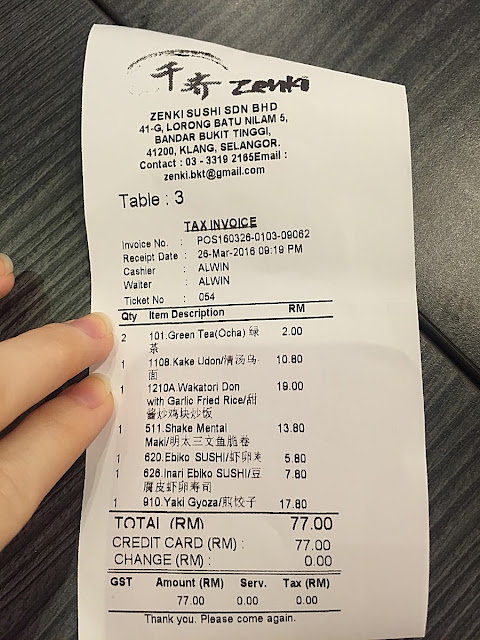 千寿 zenki
ZENKI SUSHI SDN BHD
41-G, LORONG BATU NILAM 5,
BANDAR BUKIT TINGGI,
41200, KLANG, SELANGOR.
Contact : 03 - 3319 2165Email :
zenki.bkt@gmail.com
Table : 3
TAX INVOICE
Invoice No. : POS160326-0103-09062
Receipt Date : 26-Mar-2016 09:19 PM
Cashier : ALWIN
Waiter : ALWIN
Ticket No : 054
Qty Item Description RM
2 101.Green Tea(Ocha) 绿 2.00
茶
1 1108.Kake Udon/清汤乌 10.80
面
1 1210A.Wakatori Don 19.00
with Garlic Fried Rice/甜
酱炒鸡块炒饭
1 511.Shake Mental 13.80
Maki/明太三文鱼脆卷
1 620.Ebiko SUSHI/虾卵寿 5.80
1 626.Inari Ebiko SUSHI/豆 7.80
腐皮虾卵寿司
1 910.Yaki Gyoza/煎饺子 17.80
TOTAL (RM) 77.00
CREDIT CARD (RM) : 77.00
CHANGE (RM) : 0.00
GST Amount (RM) Serv. Tax (RM)
77.00 0.00 0.00
Thank you. Please come again.